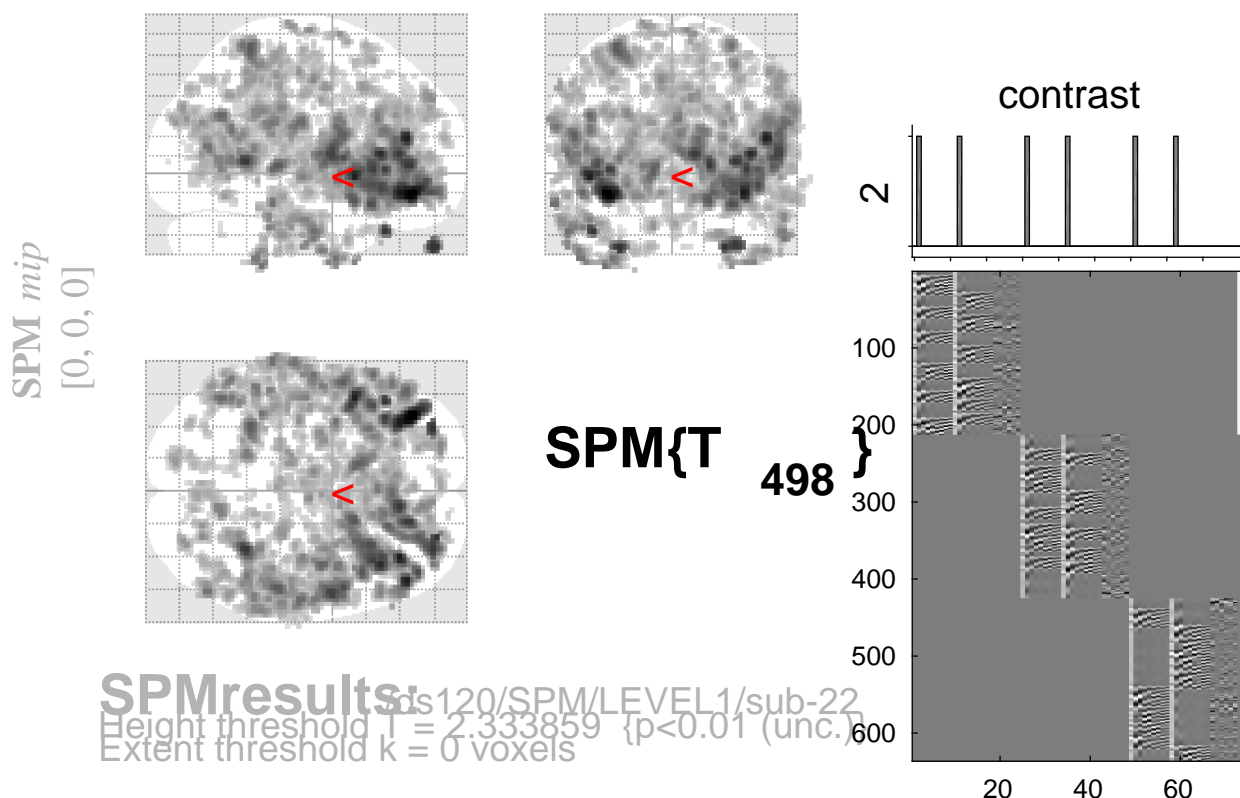 SPM mip
[0, 0, 0]
<
<
<
SPM{T498}
contrast
2
100
200
300
400
500
600
20
40
60
SPMresults: /ds120/SPM/LEVEL1/sub-22
Height threshold T = 2.333859 {p<0.01 (unc.)}
Extent threshold k = 0 voxels